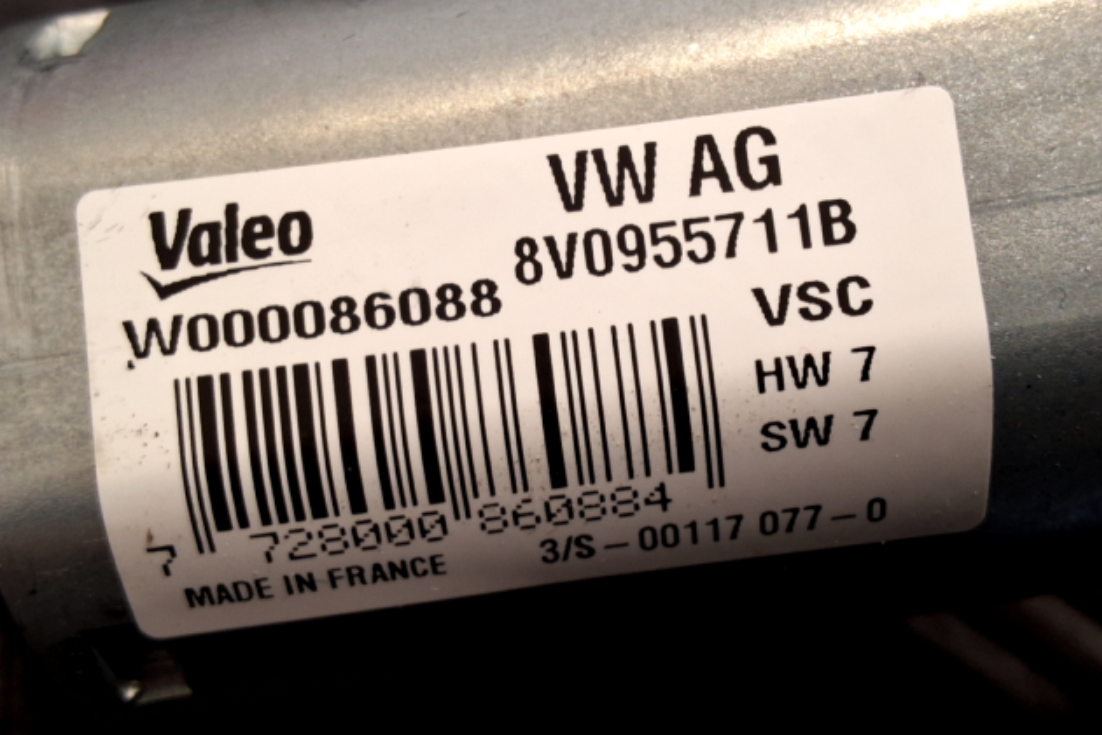 Valeo
VW AG
8V0955711B
W000086088
VSC
HW 7
SW 7
7 728000 860884
MADE IN FRANCE
3/S-00117 077-0